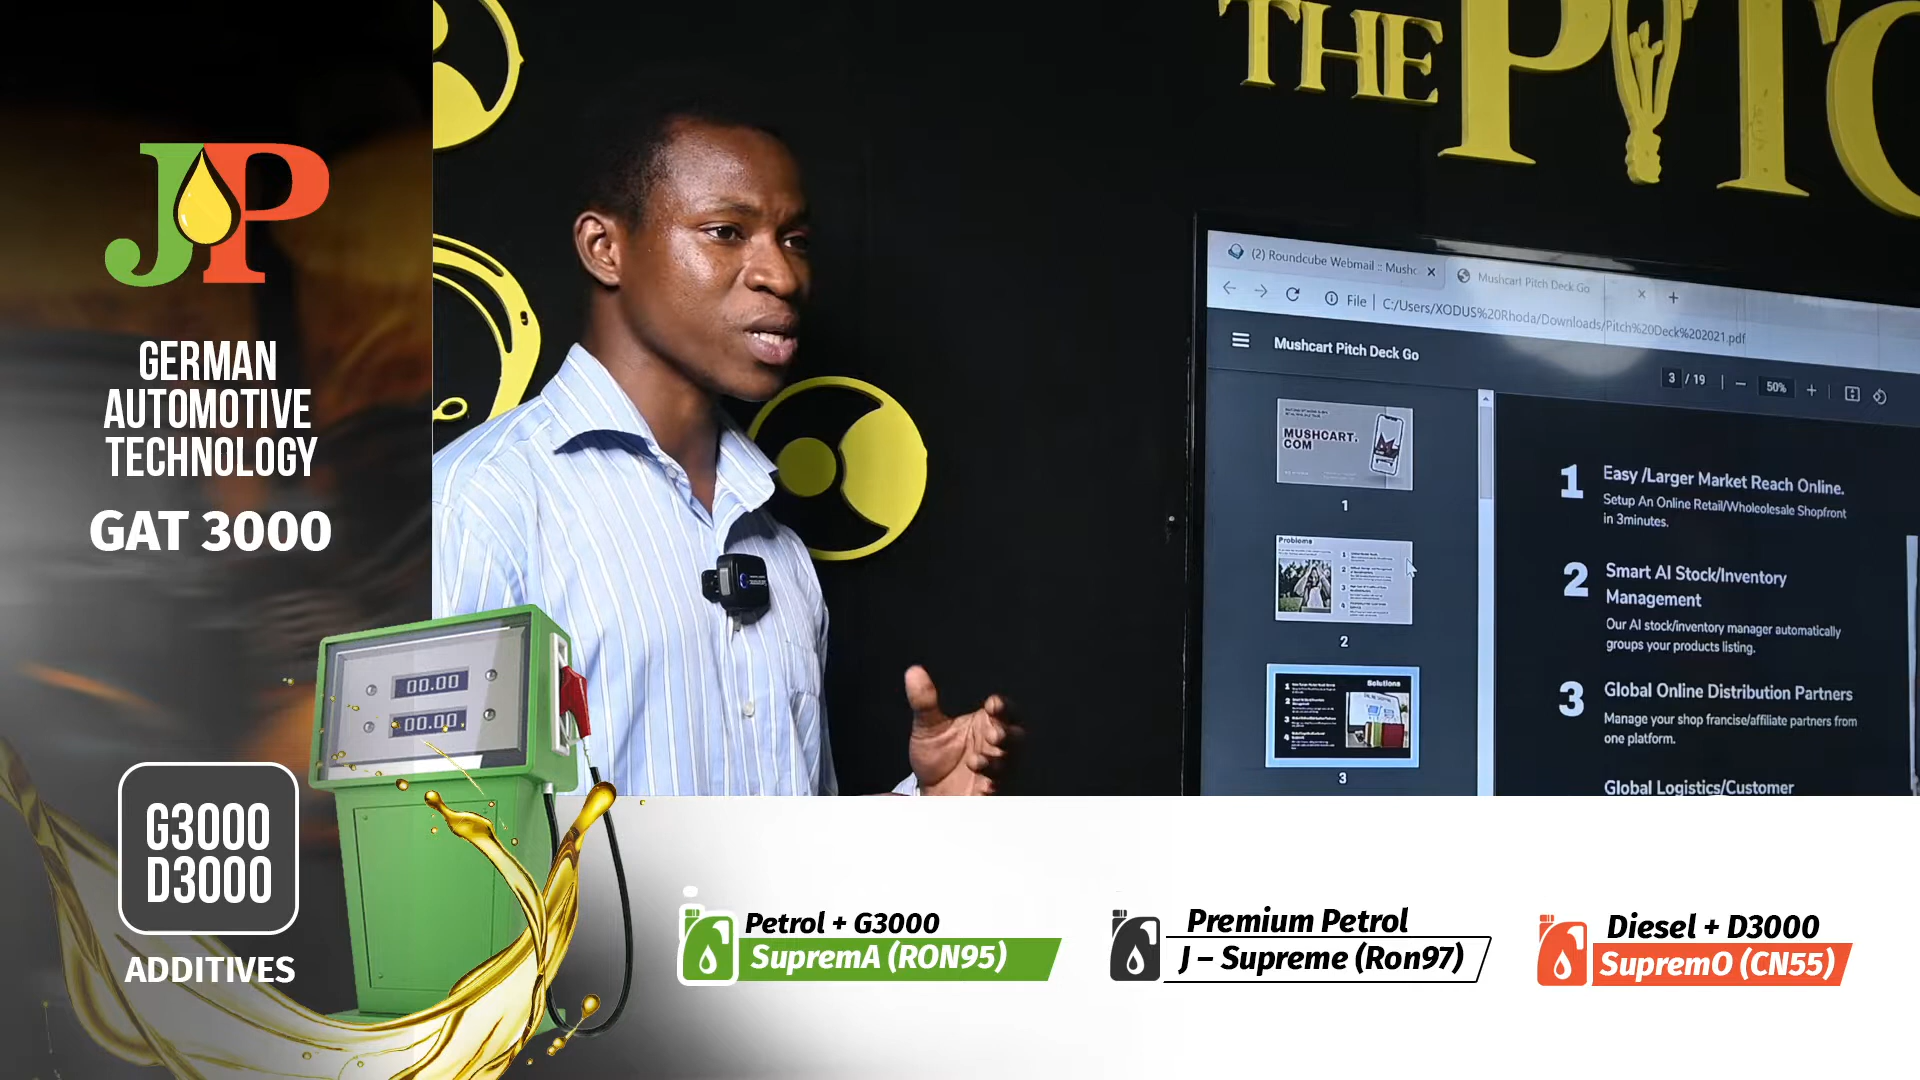 JP
GERMAN
AUTOMOTIVE
TECHNOLOGY
GAT 3000
00.00
00.00
G3000
D3000
ADDITIVES
THE PITC
(2) Roundcube Webmail :: Mushc
Mushcart Pitch Deck Go
File | C:/Users/XODUS%20Rhoda/Downloads/Pitch%20Deck%202021.pdf
Mushcart Pitch Deck Go
3 / 19
50%
MUSHCART.
COM
1
Problems
2
Solutions
3
1 Easy /Larger Market Reach Online.
Setup An Online Retail/Wholeolesale Shopfront
in 3minutes.
2 Smart AI Stock/Inventory
Management
Our AI stock/inventory manager automatically
groups your products listing.
3 Global Online Distribution Partners
Manage your shop francise/affiliate partners from
one platform.
Global Logistics/Customer
Petrol + G3000
SupremA (RON95)
Premium Petrol
J – Supreme (Ron97)
Diesel + D3000
SupremO (CN55)